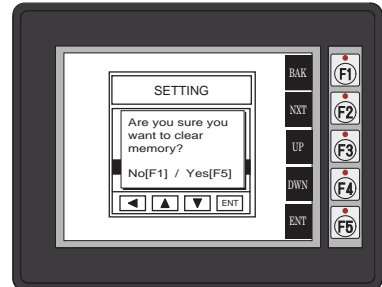 SETTING
Are you sure you
want to clear
memory?
No[F1] / Yes[F5]
ENT
BAK
NXT
UP
DWN
ENT
F1
F2
F3
F4
F5